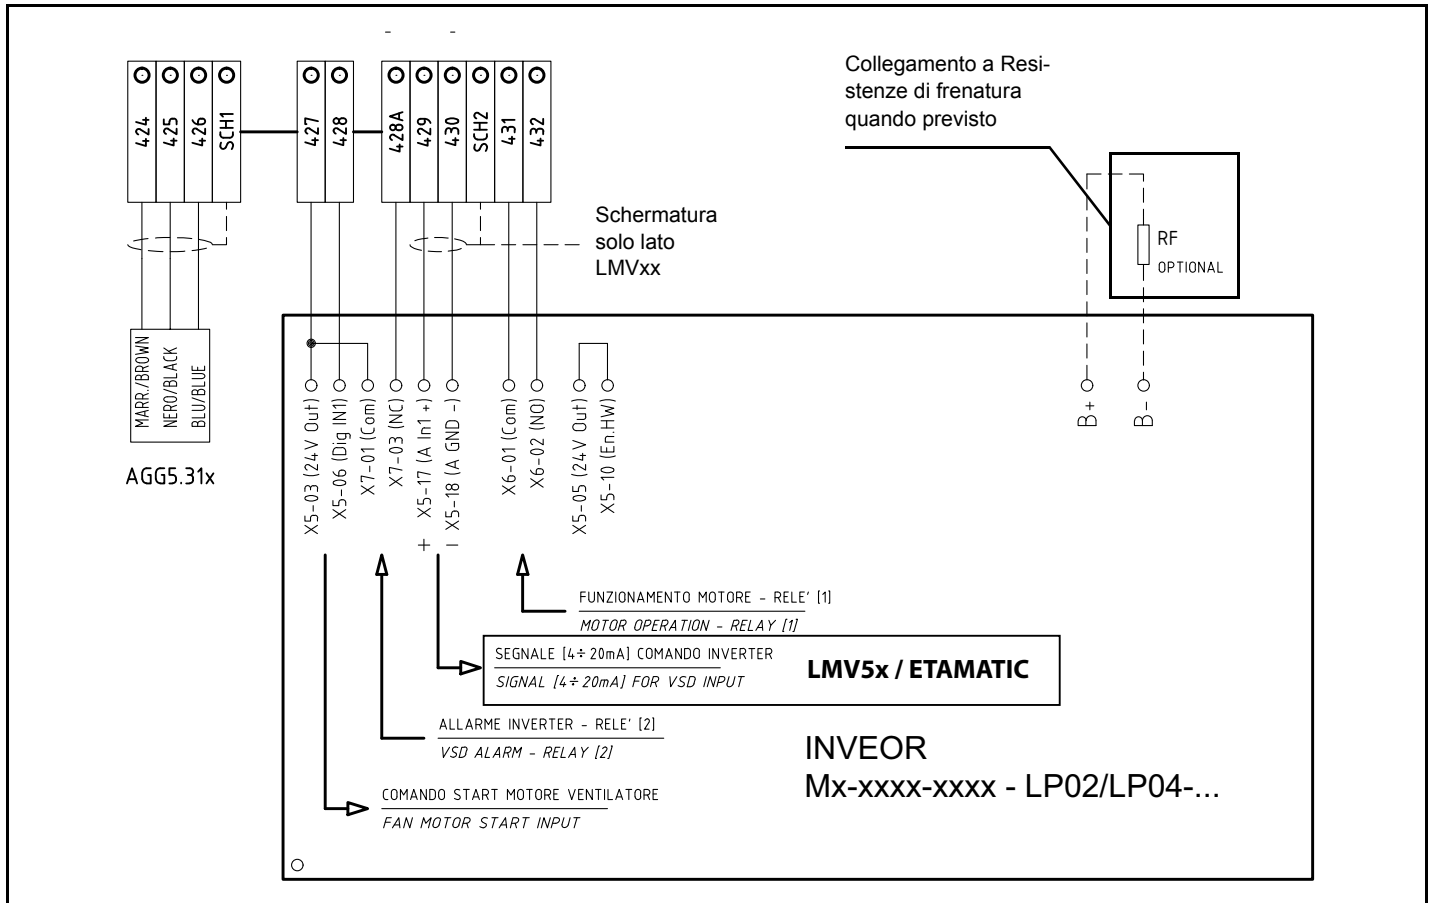 424
425
426
SCH1
427
428
428A
429
430
SCH2
431
432
Collegamento a Resi-
stenze di frenatura
quando previsto
Schermatura
solo lato
LMVxx
RF
OPTIONAL
MARR./BROWN
NERO/BLACK
BLU/BLUE
AGG5.31x
X5-03 (24V Out)
X5-06 (Dig IN1)
X7-01 (Com)
X7-03 (NC)
+ X5-17 (A In1 +)
- X5-18 (A GND -)
X6-01 (Com)
X6-02 (NO)
X5-05 (24V Out)
X5-10 (En.HW)
B+
B-
FUNZIONAMENTO MOTORE - RELE' [1]
MOTOR OPERATION - RELAY [1]
SEGNALE [4÷20mA] COMANDO INVERTER
SIGNAL [4÷20mA] FOR VSD INPUT
LMV5x / ETAMATIC
ALLARME INVERTER - RELE' [2]
VSD ALARM - RELAY [2]
INVEOR
Mx-xxxx-xxxx - LP02/LP04-...
COMANDO START MOTORE VENTILATORE
FAN MOTOR START INPUT